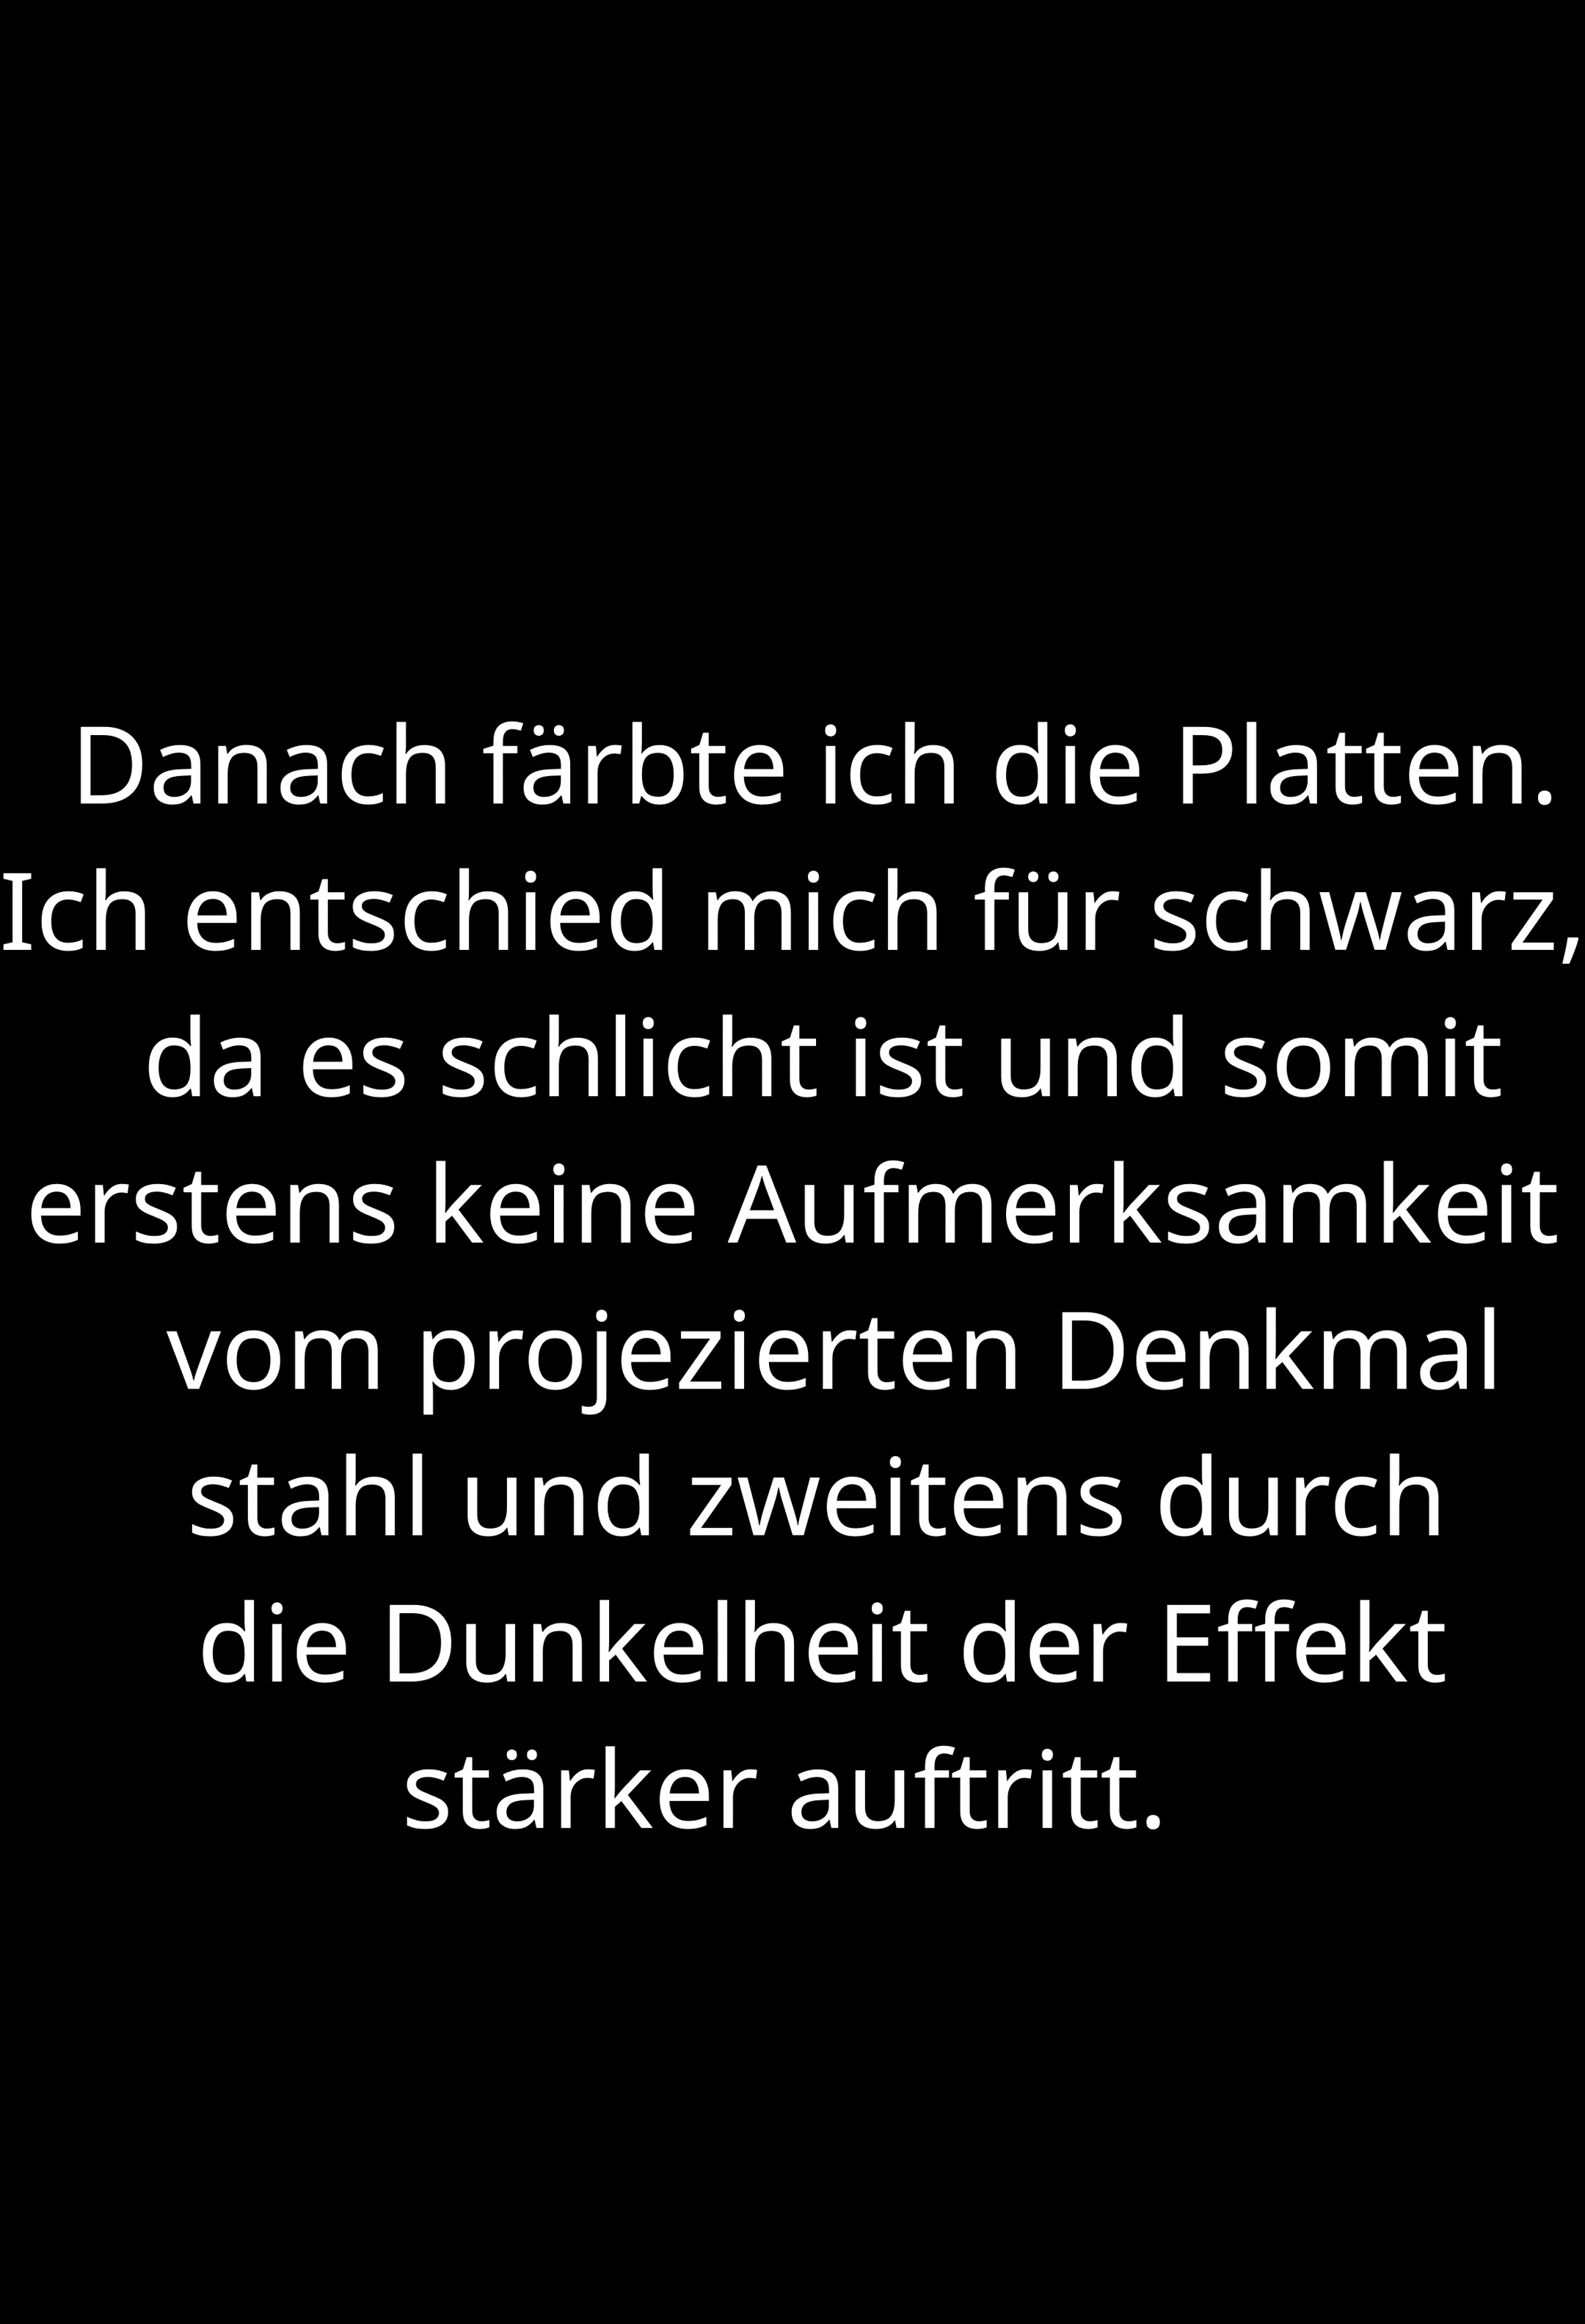 Danach färbte ich die Platten.
Ich entschied mich für schwarz,
da es schlicht ist und somit
erstens keine Aufmerksamkeit
vom projezierten Denkmal
stahl und zweitens durch
die Dunkelheit der Effekt
stärker auftritt.